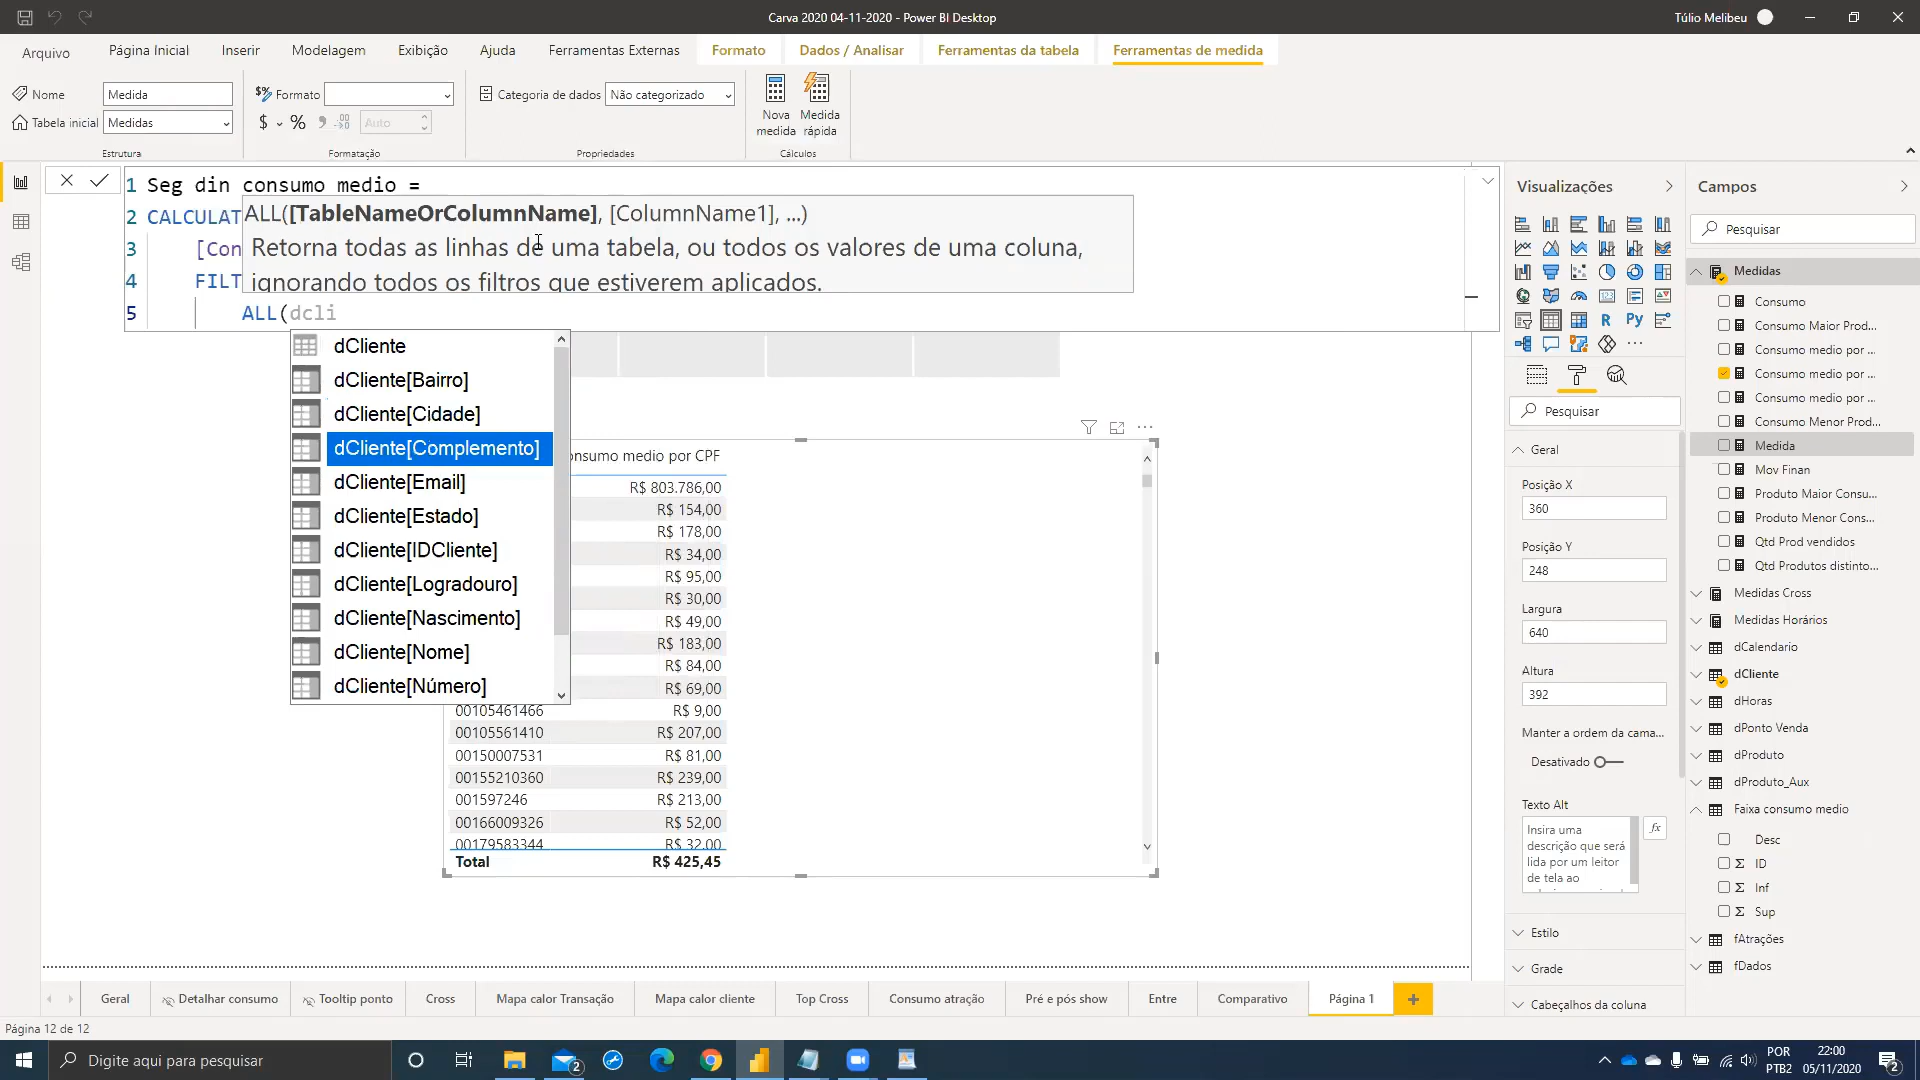 Carva 2020 04-11-2020 - Power BI Desktop
Túlio Melibeu
Arquivo
Página Inicial
Inserir
Modelagem
Exibição
Ajuda
Ferramentas Externas
Formato
Dados / Analisar
Ferramentas da tabela
Ferramentas de medida
Nome
Medida
Tabela inicial
Medidas
Estrutura
Formato
$ % Auto
Formatação
Categoria de dados
Não categorizado
Propriedades
Nova medida
Medida rápida
Cálculos
1 Seg din consumo medio =
2 CALCULAT
3 [Con
4 FILT
5 ALL(dcli
ALL([TableNameOrColumnName], [ColumnName1], ...)
Retorna todas as linhas de uma tabela, ou todos os valores de uma coluna,
ignorando todos os filtros que estiverem aplicados.
dCliente
dCliente[Bairro]
dCliente[Cidade]
dCliente[Complemento]
dCliente[Email]
dCliente[Estado]
dCliente[IDCliente]
dCliente[Logradouro]
dCliente[Nascimento]
dCliente[Nome]
dCliente[Número]
onsumo medio por CPF
R$ 803.786,00
R$ 154,00
R$ 178,00
R$ 34,00
R$ 95,00
R$ 30,00
R$ 49,00
R$ 183,00
R$ 84,00
R$ 69,00
00105461466 R$ 9,00
00105561410 R$ 207,00
00150007531 R$ 81,00
00155210360 R$ 239,00
001597246 R$ 213,00
00166009326 R$ 52,00
00179583344 R$ 32,00
Total R$ 425,45
Visualizações
R
Py
Pesquisar
Geral
Posição X
360
Posição Y
248
Largura
640
Altura
392
Manter a ordem da cama...
Desativado
Texto Alt
Insira uma
descrição que será
lida por um leitor
de tela ao
fx
Estilo
Grade
Cabeçalhos da coluna
Campos
Pesquisar
Medidas
Consumo
Consumo Maior Prod...
Consumo medio por ...
Consumo medio por ...
Consumo medio por ...
Consumo Menor Prod...
Medida
Mov Finan
Produto Maior Consu...
Produto Menor Cons...
Qtd Prod vendidos
Qtd Produtos distinto...
Medidas Cross
Medidas Horários
dCalendario
dCliente
dHoras
dPonto Venda
dProduto
dProduto_Aux
Faixa consumo medio
Desc
∑ ID
∑ Inf
∑ Sup
fAtrações
fDados
Geral
Detalhar consumo
Tooltip ponto
Cross
Mapa calor Transação
Mapa calor cliente
Top Cross
Consumo atração
Pré e pós show
Entre
Comparativo
Página 1
+
Página 12 de 12
Digite aqui para pesquisar
2
POR
PTB2
22:00
05/11/2020
2